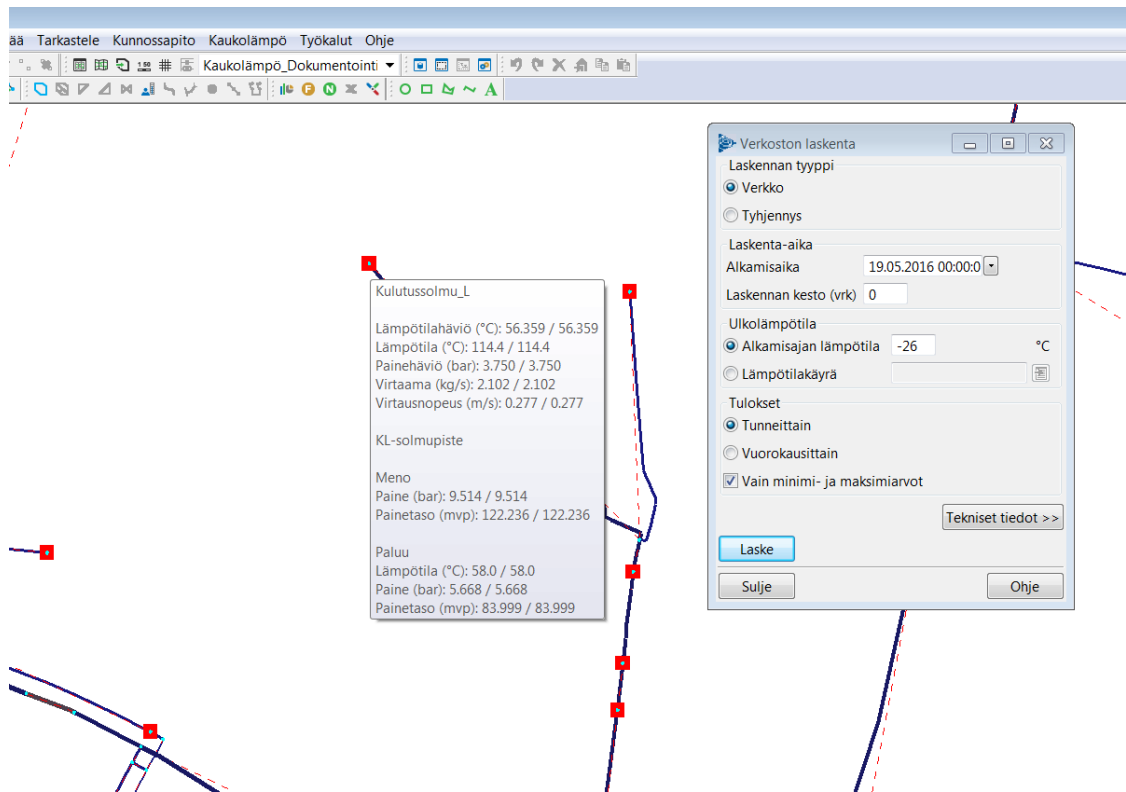 ää Tarkastele Kunnossapito Kaukolämpö Työkalut Ohje
1:50 Kaukolämpö_Dokumentointi
F N A
Verkoston laskenta
Laskennan tyyppi
Verkko
Tyhjennys
Laskenta-aika
Alkamisaika 19.05.2016 00:00:0
Laskennan kesto (vrk) 0
Ulkolämpötila
Alkamisajan lämpötila -26 °C
Lämpötilakäyrä
Tulokset
Tunneittain
Vuorokausittain
Vain minimi- ja maksimiarvot
Tekniset tiedot >>
Laske
Sulje Ohje
Kulutussolmu_L
Lämpötilahäviö (°C): 56.359 / 56.359
Lämpötila (°C): 114.4 / 114.4
Painehäviö (bar): 3.750 / 3.750
Virtaama (kg/s): 2.102 / 2.102
Virtausnopeus (m/s): 0.277 / 0.277
KL-solmupiste
Meno
Paine (bar): 9.514 / 9.514
Painetaso (mvp): 122.236 / 122.236
Paluu
Lämpötila (°C): 58.0 / 58.0
Paine (bar): 5.668 / 5.668
Painetaso (mvp): 83.999 / 83.999